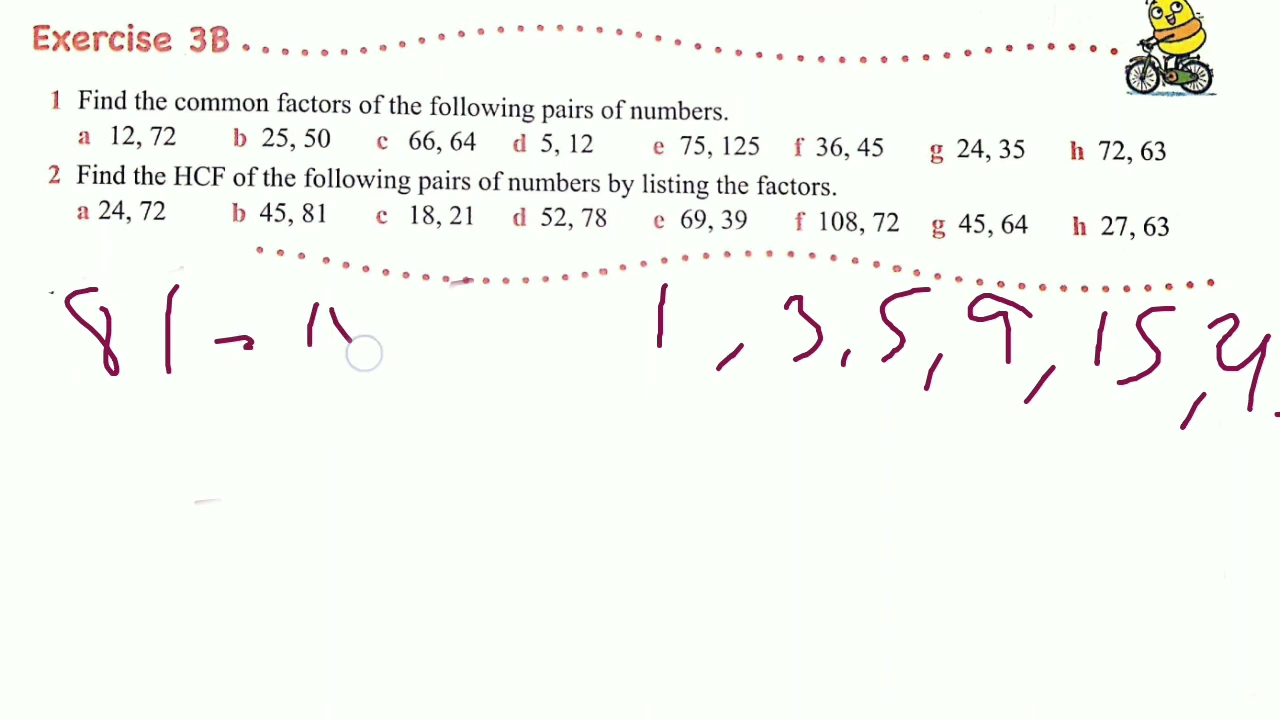 Exercise 3B
1 Find the common factors of the following pairs of numbers.
a 12, 72 b 25, 50 c 66, 64 d 5, 12 e 75, 125 f 36, 45 g 24, 35 h 72, 63
2 Find the HCF of the following pairs of numbers by listing the factors.
a 24, 72 b 45, 81 c 18, 21 d 52, 78 e 69, 39 f 108, 72 g 45, 64 h 27, 63
81 → 1, 3, 5, 9, 15,